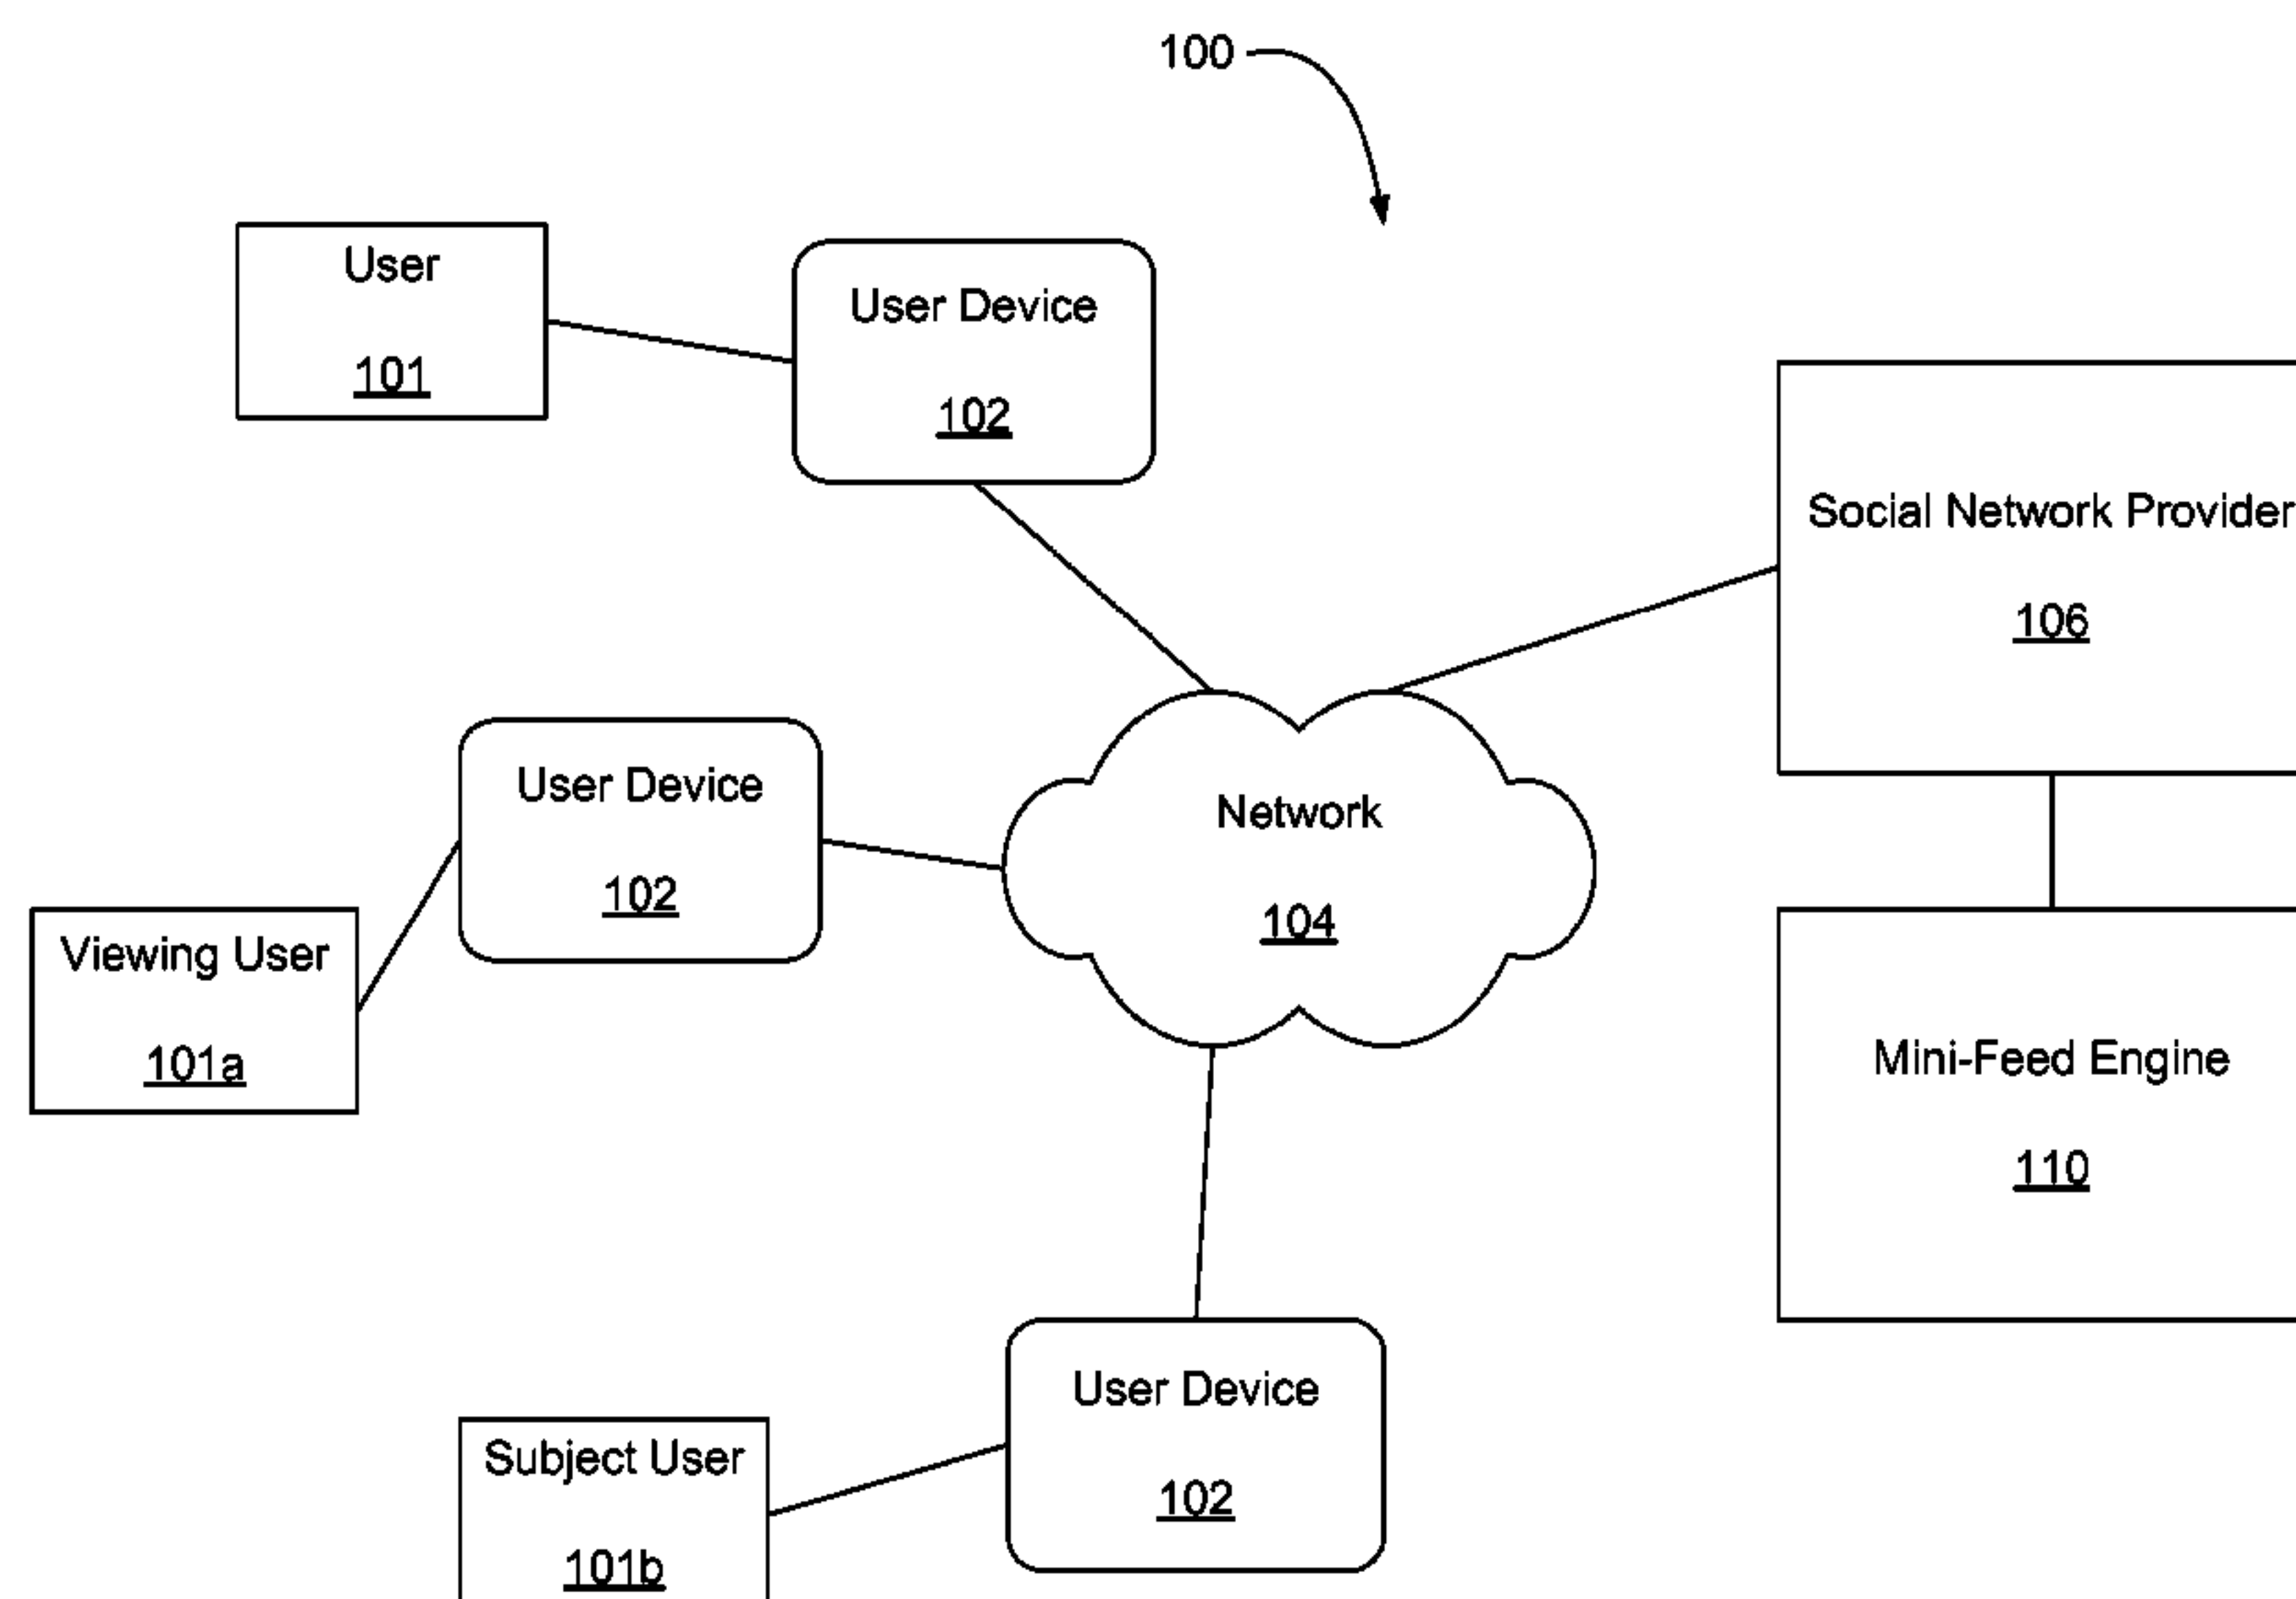 100
User
101
User Device
102
Social Network Provider
106
User Device
102
Network
104
Viewing User
101a
Mini-Feed Engine
110
User Device
102
Subject User
101b